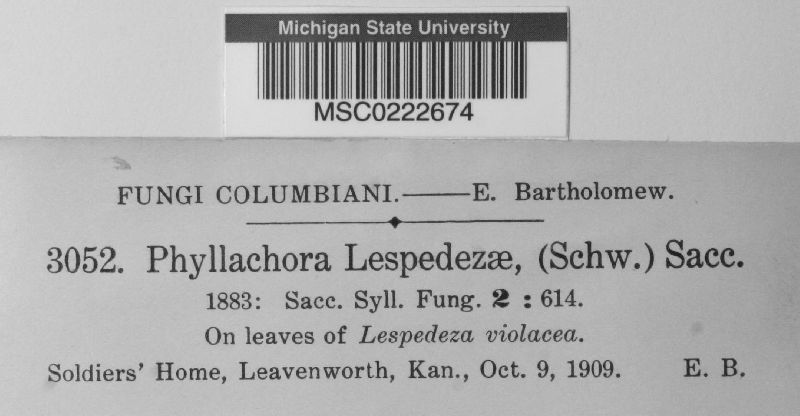 Michigan State University
MSC0222674
FUNGI COLUMBIANI.——E. Bartholomew.
3052. Phyllachora Lespedezæ, (Schw.) Sacc.
1883: Sacc. Syll. Fung. 2 : 614.
On leaves of Lespedeza violacea.
Soldiers' Home, Leavenworth, Kan., Oct. 9, 1909. E. B.